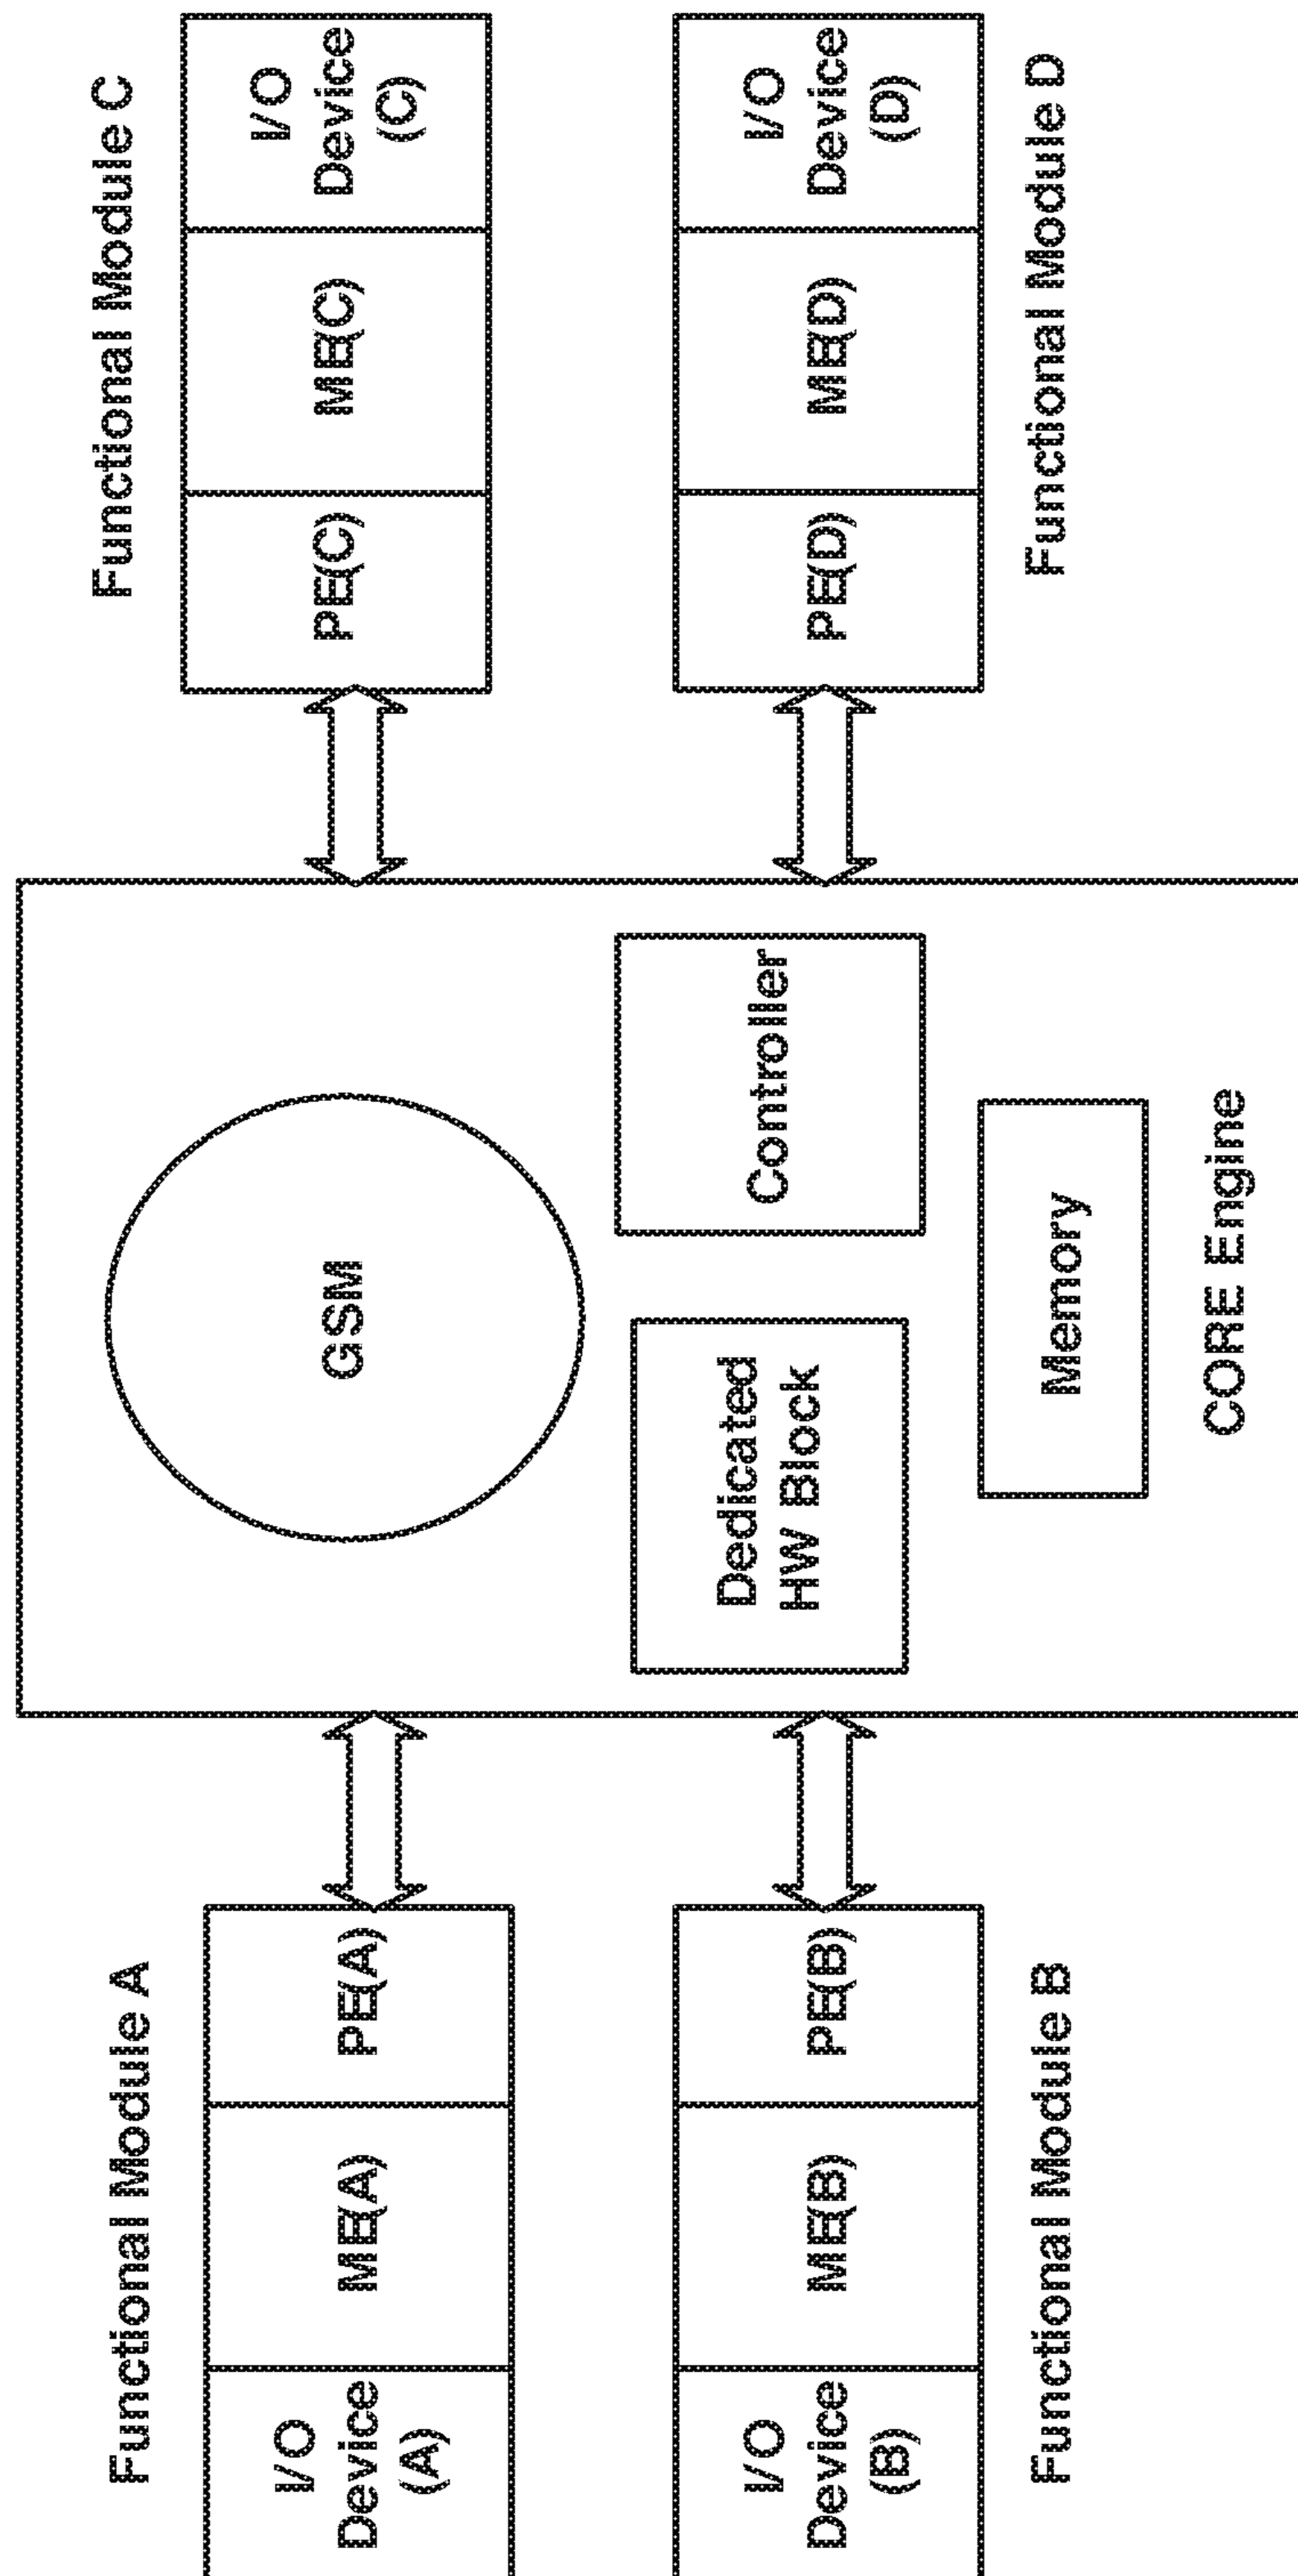 Functional Module A
I/O
Device
(A)
ME(A)
PE(A)
I/O
Device
(B)
ME(B)
PE(B)
Functional Module B
GSM
Dedicated
HW Block
Controller
Memory
CORE Engine
Functional Module C
PE(C)
ME(C)
I/O
Device
(C)
PE(D)
ME(D)
I/O
Device
(D)
Functional Module D